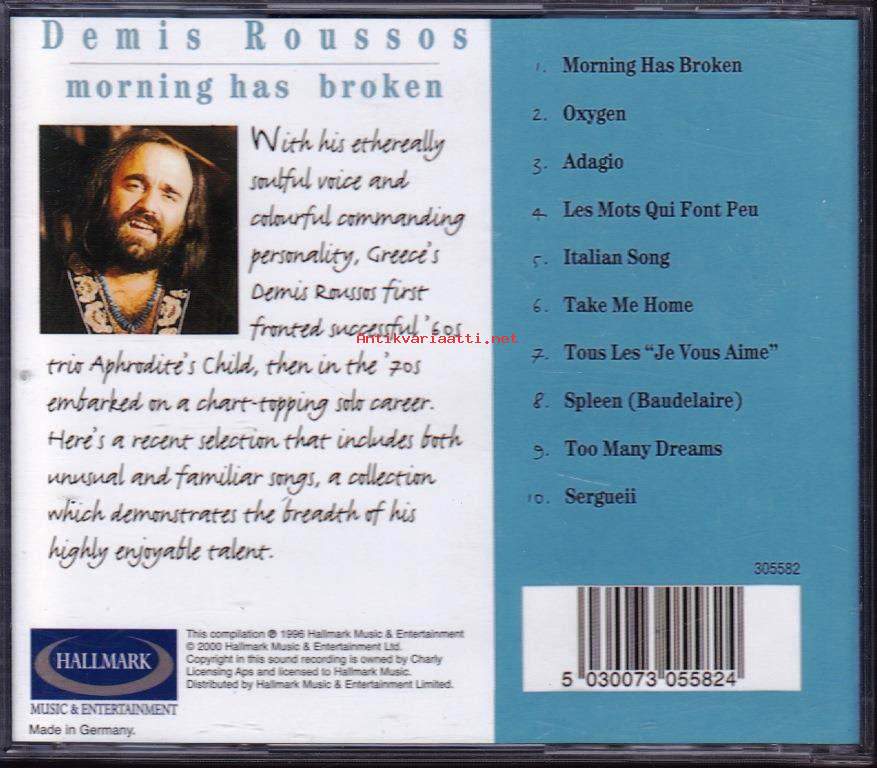 Demis Roussos
morning has broken
With his ethereally
soulful voice and
colourful commanding
personality, Greece's
Demis Roussos first
fronted successful '60s
trio Aphrodite's Child, then in the '70s
embarked on a chart-topping solo career.
Here's a recent selection that includes both
unusual and familiar songs, a collection
which demonstrates the breadth of his
highly enjoyable talent.
Antikvariaatti.net
HALLMARK
MUSIC & ENTERTAINMENT
This compilation ℗ 1996 Hallmark Music & Entertainment
© 2000 Hallmark Music & Entertainment Ltd.
Copyright in this sound recording is owned by Charly
Licensing Aps and licensed to Hallmark Music.
Distributed by Hallmark Music & Entertainment Limited.
Made in Germany.
1. Morning Has Broken
2. Oxygen
3. Adagio
4. Les Mots Qui Font Peu
5. Italian Song
6. Take Me Home
7. Tous Les "Je Vous Aime"
8. Spleen (Baudelaire)
9. Too Many Dreams
10. Sergueii
305582
5 030073 055824